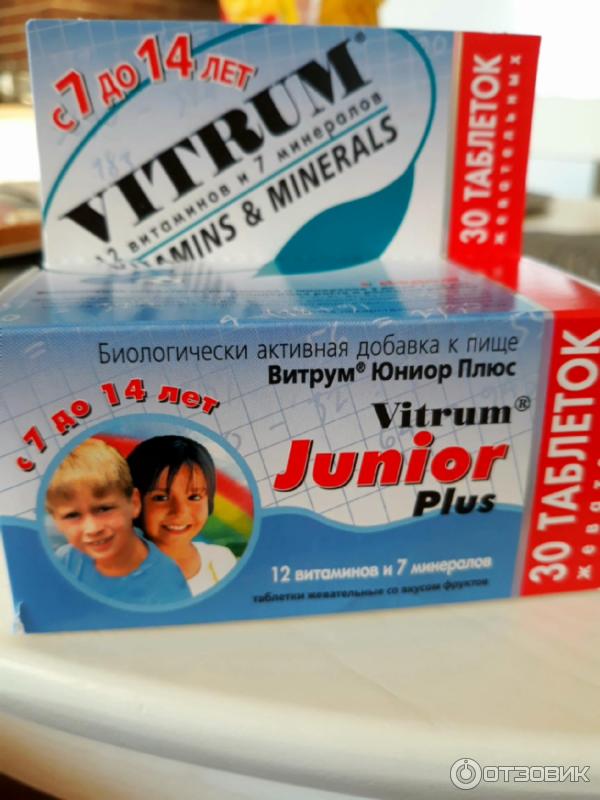 с 7 до 14 лет
VITRUM®
12 витаминов и 7 минералов
VITAMINS & MINERALS
30 ТАБЛЕТОК
жевательных
Биологически активная добавка к пище
Витрум® Юниор Плюс
с 7 до 14 лет
Vitrum®
Junior
Plus
12 витаминов и 7 минералов
таблетки жевательные со вкусом фруктов
30 ТАБЛЕТОК
ОТЗОВИК